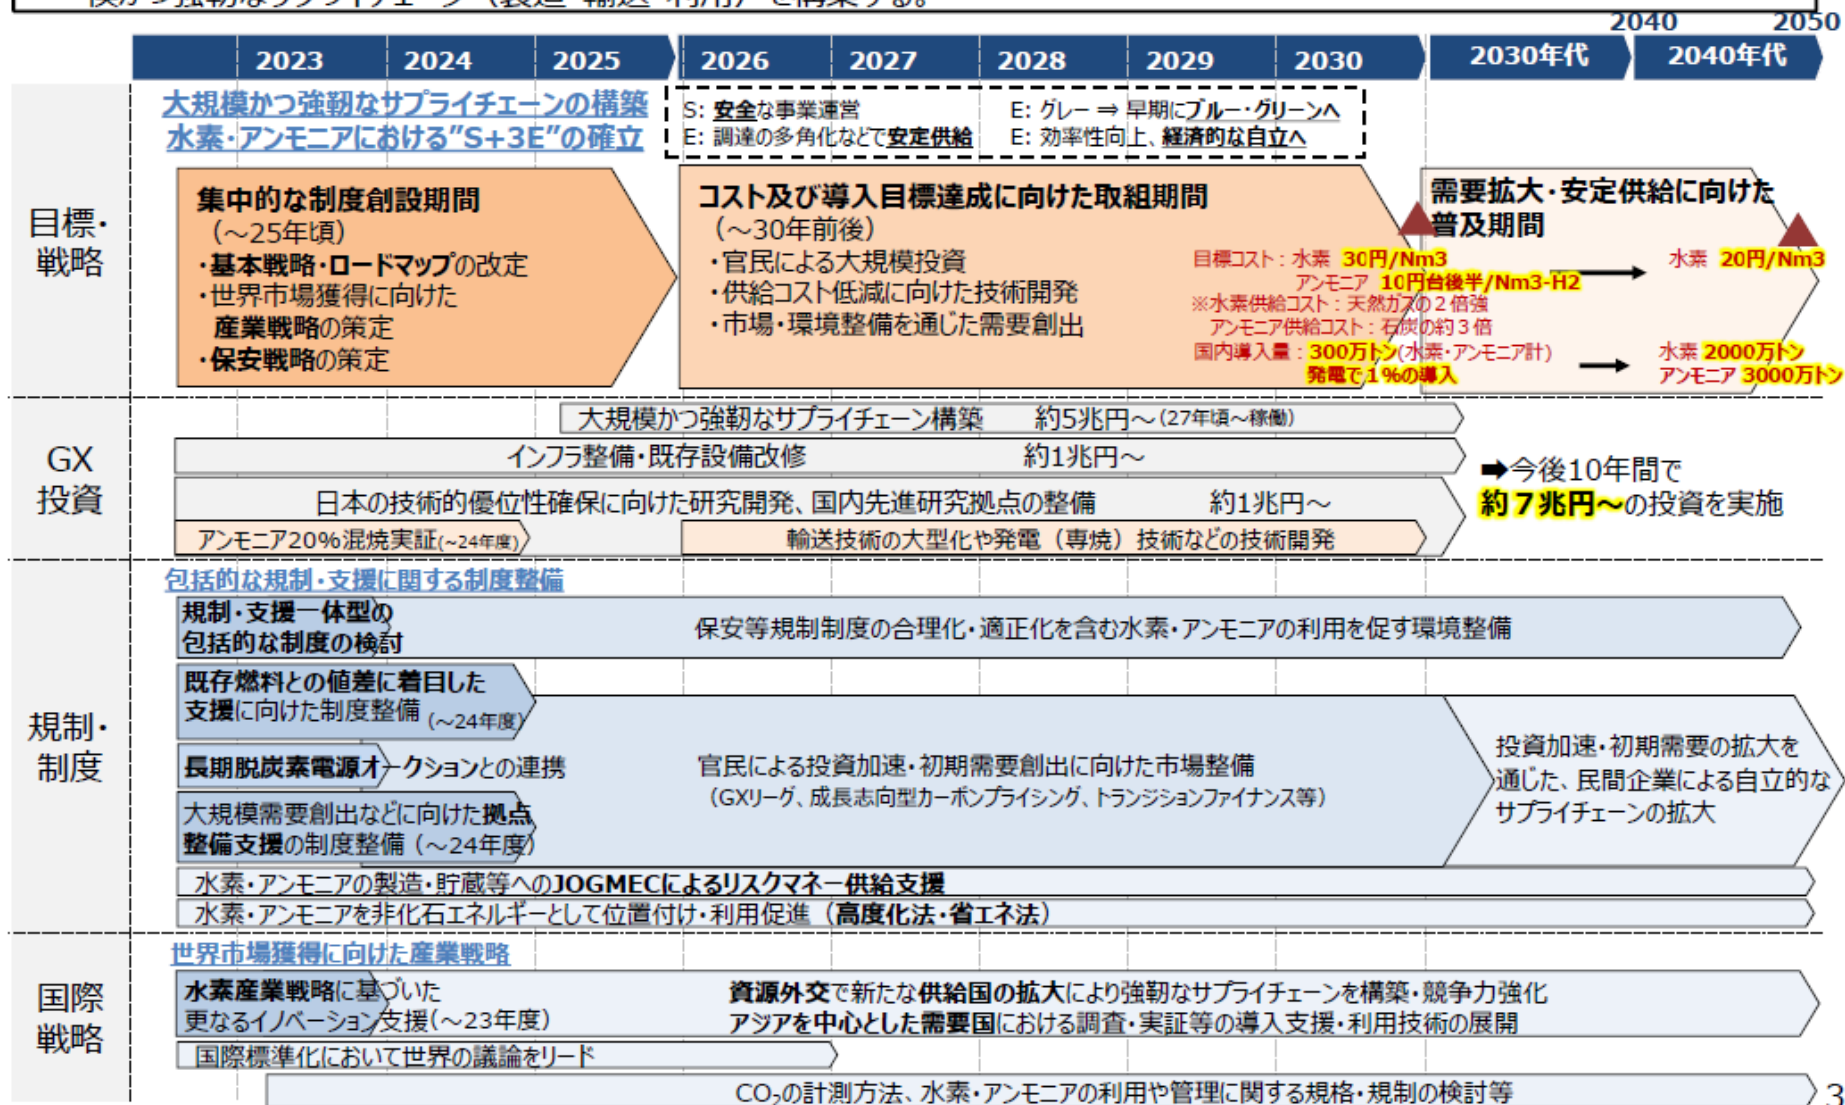 模かつ強靭なサプライチェーン（製造・輸送・利用）を構築する。
2040 2050
2023 2024 2025 2026 2027 2028 2029 2030 2030年代 2040年代
目標・
戦略
大規模かつ強靭なサプライチェーンの構築
水素・アンモニアにおける”S+3E”の確立
S: 安全な事業運営 E: グレー ⇒ 早期にブルー・グリーンへ
E: 調達の多角化などで安定供給 E: 効率性向上、経済的な自立へ
集中的な制度創設期間
（～25年頃）
・基本戦略・ロードマップの改定
・世界市場獲得に向けた
産業戦略の策定
・保安戦略の策定
コスト及び導入目標達成に向けた取組期間
（～30年前後）
・官民による大規模投資
・供給コスト低減に向けた技術開発
・市場・環境整備を通じた需要創出
需要拡大・安定供給に向けた
普及期間
目標コスト：水素 30円/Nm3
アンモニア 10円台後半/Nm3-H2
※水素供給コスト：天然ガスの２倍強
アンモニア供給コスト：石炭の約３倍
国内導入量：300万トン(水素・アンモニア計)
発電で１%の導入
水素 20円/Nm3
水素 2000万トン
アンモニア 3000万トン
GX
投資
大規模かつ強靭なサプライチェーン構築 約5兆円～(27年頃～稼働)
インフラ整備・既存設備改修 約1兆円～
日本の技術的優位性確保に向けた研究開発、国内先進研究拠点の整備 約1兆円～
アンモニア20%混焼実証(~24年度) 輸送技術の大型化や発電（専焼）技術などの技術開発
➡今後10年間で
約７兆円～の投資を実施
規制・
制度
包括的な規制・支援に関する制度整備
規制・支援一体型の
包括的な制度の検討
保安等規制制度の合理化・適正化を含む水素・アンモニアの利用を促す環境整備
既存燃料との値差に着目した
支援に向けた制度整備（～24年度）
長期脱炭素電源オークションとの連携
大規模需要創出などに向けた拠点
整備支援の制度整備（～24年度）
官民による投資加速・初期需要創出に向けた市場整備
（GXリーグ、成長志向型カーボンプライシング、トランジションファイナンス等）
投資加速・初期需要の拡大を
通じた、民間企業による自立的な
サプライチェーンの拡大
水素・アンモニアの製造・貯蔵等へのJOGMECによるリスクマネー供給支援
水素・アンモニアを非化石エネルギーとして位置付け・利用促進（高度化法・省エネ法）
国際
戦略
世界市場獲得に向けた産業戦略
水素産業戦略に基づいた
更なるイノベーション支援(～23年度）
資源外交で新たな供給国の拡大により強靭なサプライチェーンを構築・競争力強化
アジアを中心とした需要国における調査・実証等の導入支援・利用技術の展開
国際標準化において世界の議論をリード
CO₂の計測方法、水素・アンモニアの利用や管理に関する規格・規制の検討等
3